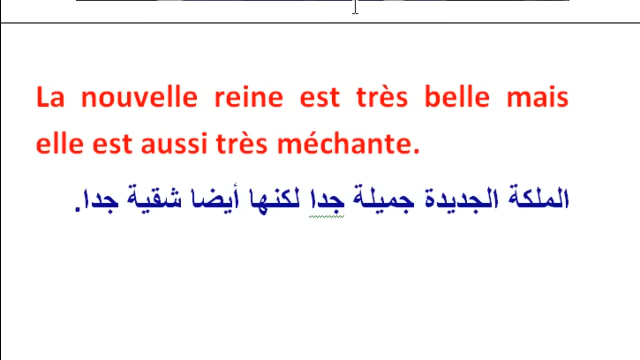 La nouvelle reine est très belle mais
elle est aussi très méchante.
الملكة الجديدة جميلة جدا لكنها أيضا شقية جدا.